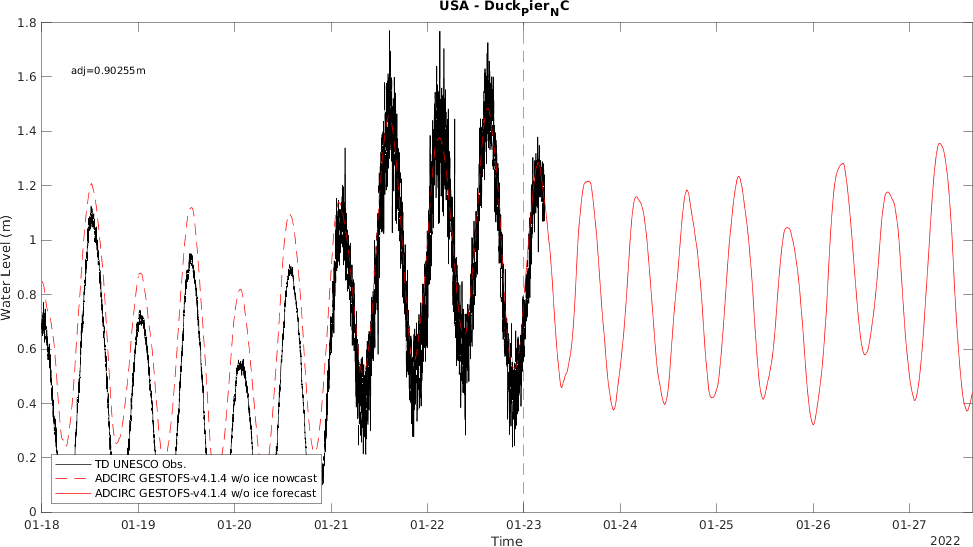 USA - DuckPierNC
1.8
adj=0.90255m
1.6
1.4
1.2
1
0.8
0.6
0.4
0.2
0
Water Level (m)
TD UNESCO Obs.
ADCIRC GESTOFS-v4.1.4 w/o ice nowcast
ADCIRC GESTOFS-v4.1.4 w/o ice forecast
01-18 01-19 01-20 01-21 01-22 01-23 01-24 01-25 01-26 01-27
Time
2022